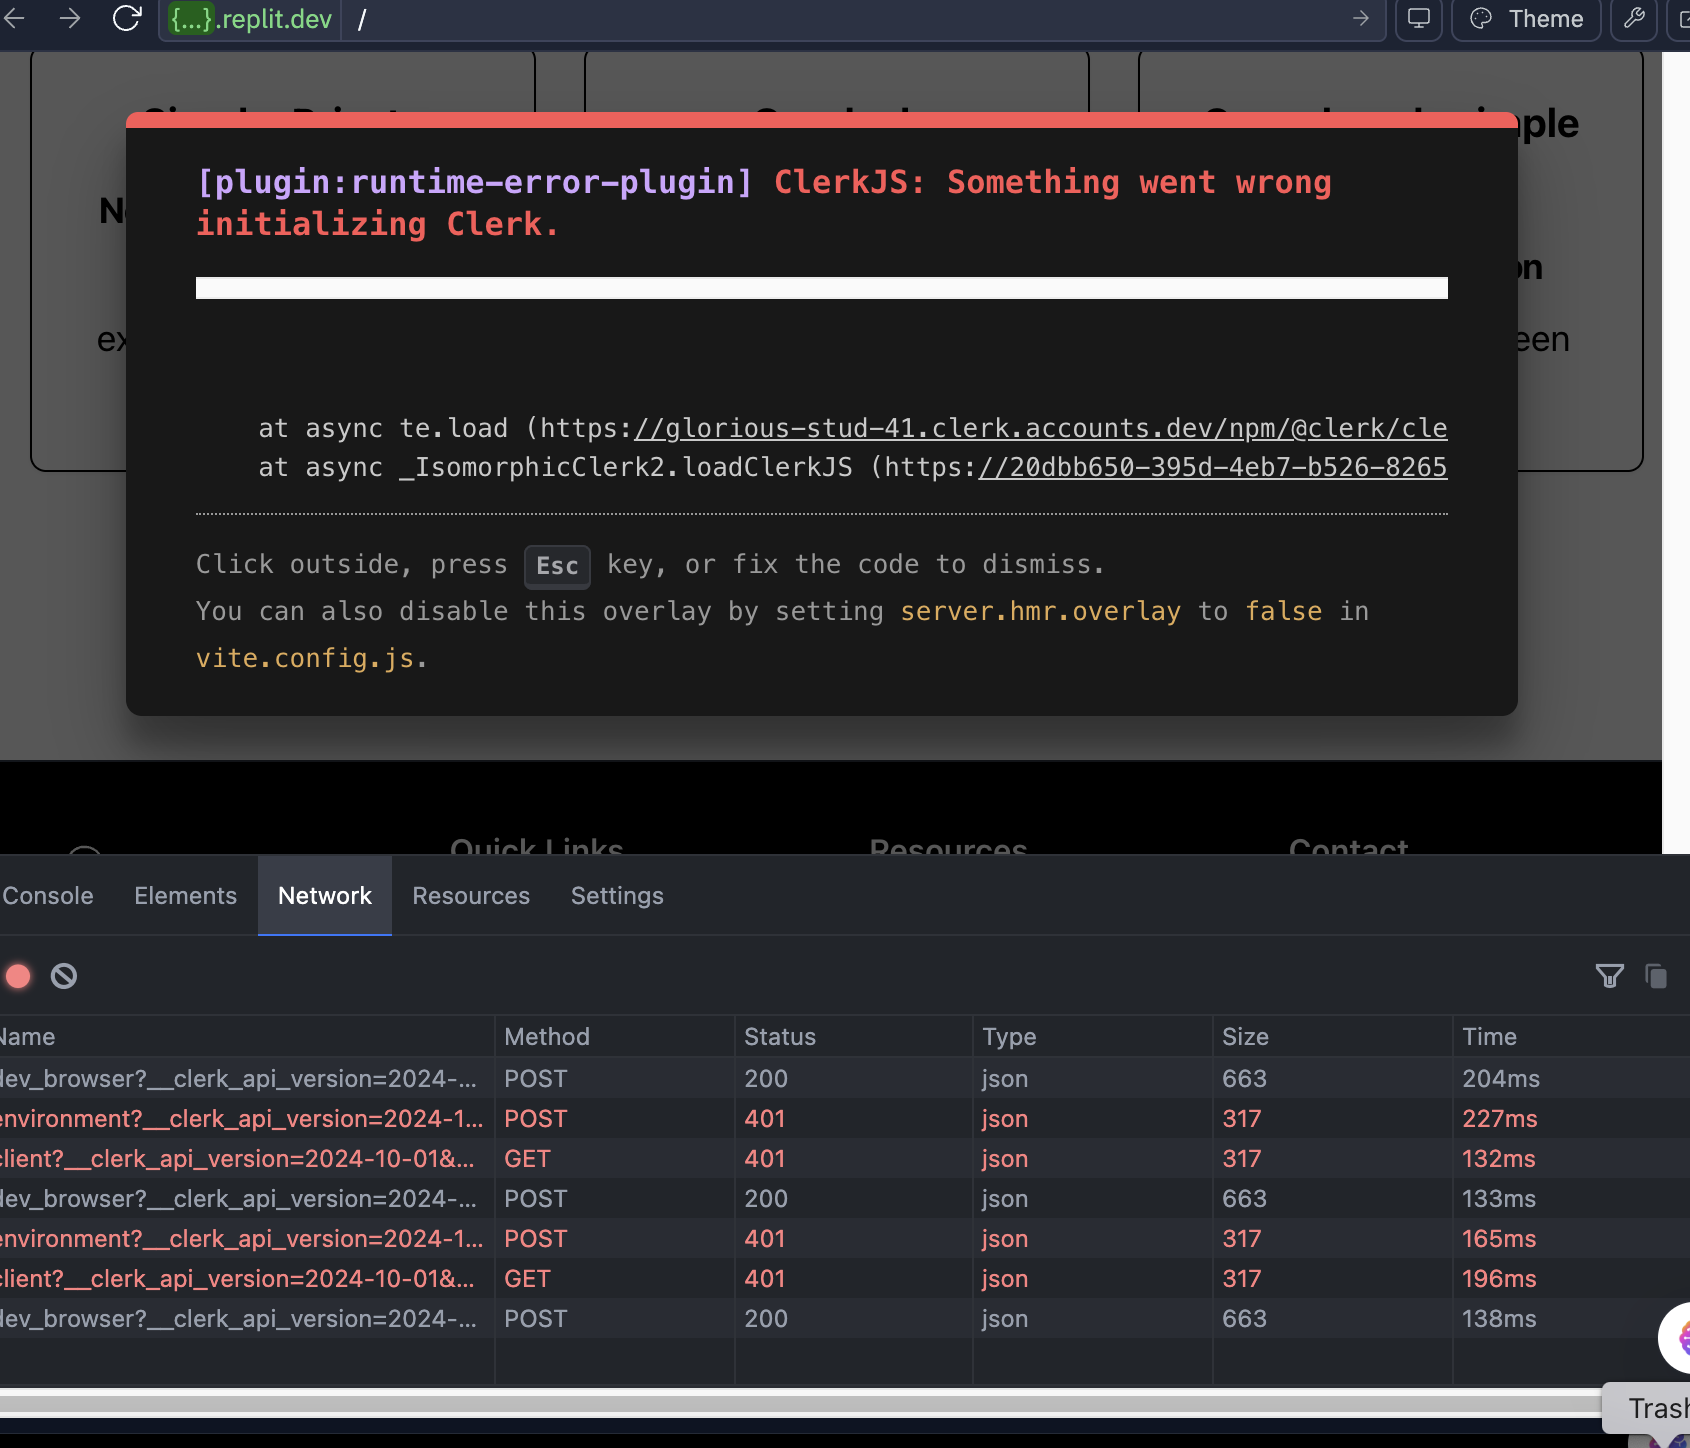 {...}.replit.dev /
Theme
[plugin:runtime-error-plugin] ClerkJS: Something went wrong
initializing Clerk.
at async te.load (https://glorious-stud-41.clerk.accounts.dev/npm/@clerk/cle
at async _IsomorphicClerk2.loadClerkJS (https://20dbb650-395d-4eb7-b526-8265
Click outside, press Esc key, or fix the code to dismiss.
You can also disable this overlay by setting server.hmr.overlay to false in
vite.config.js.
Quick Links
Resources
Contact
Console
Elements
Network
Resources
Settings
Name Method Status Type Size Time
dev_browser?__clerk_api_version=2024-... POST 200 json 663 204ms
environment?__clerk_api_version=2024-1... POST 401 json 317 227ms
client?__clerk_api_version=2024-10-01&... GET 401 json 317 132ms
dev_browser?__clerk_api_version=2024-... POST 200 json 663 133ms
environment?__clerk_api_version=2024-1... POST 401 json 317 165ms
client?__clerk_api_version=2024-10-01&... GET 401 json 317 196ms
dev_browser?__clerk_api_version=2024-... POST 200 json 663 138ms
Trash